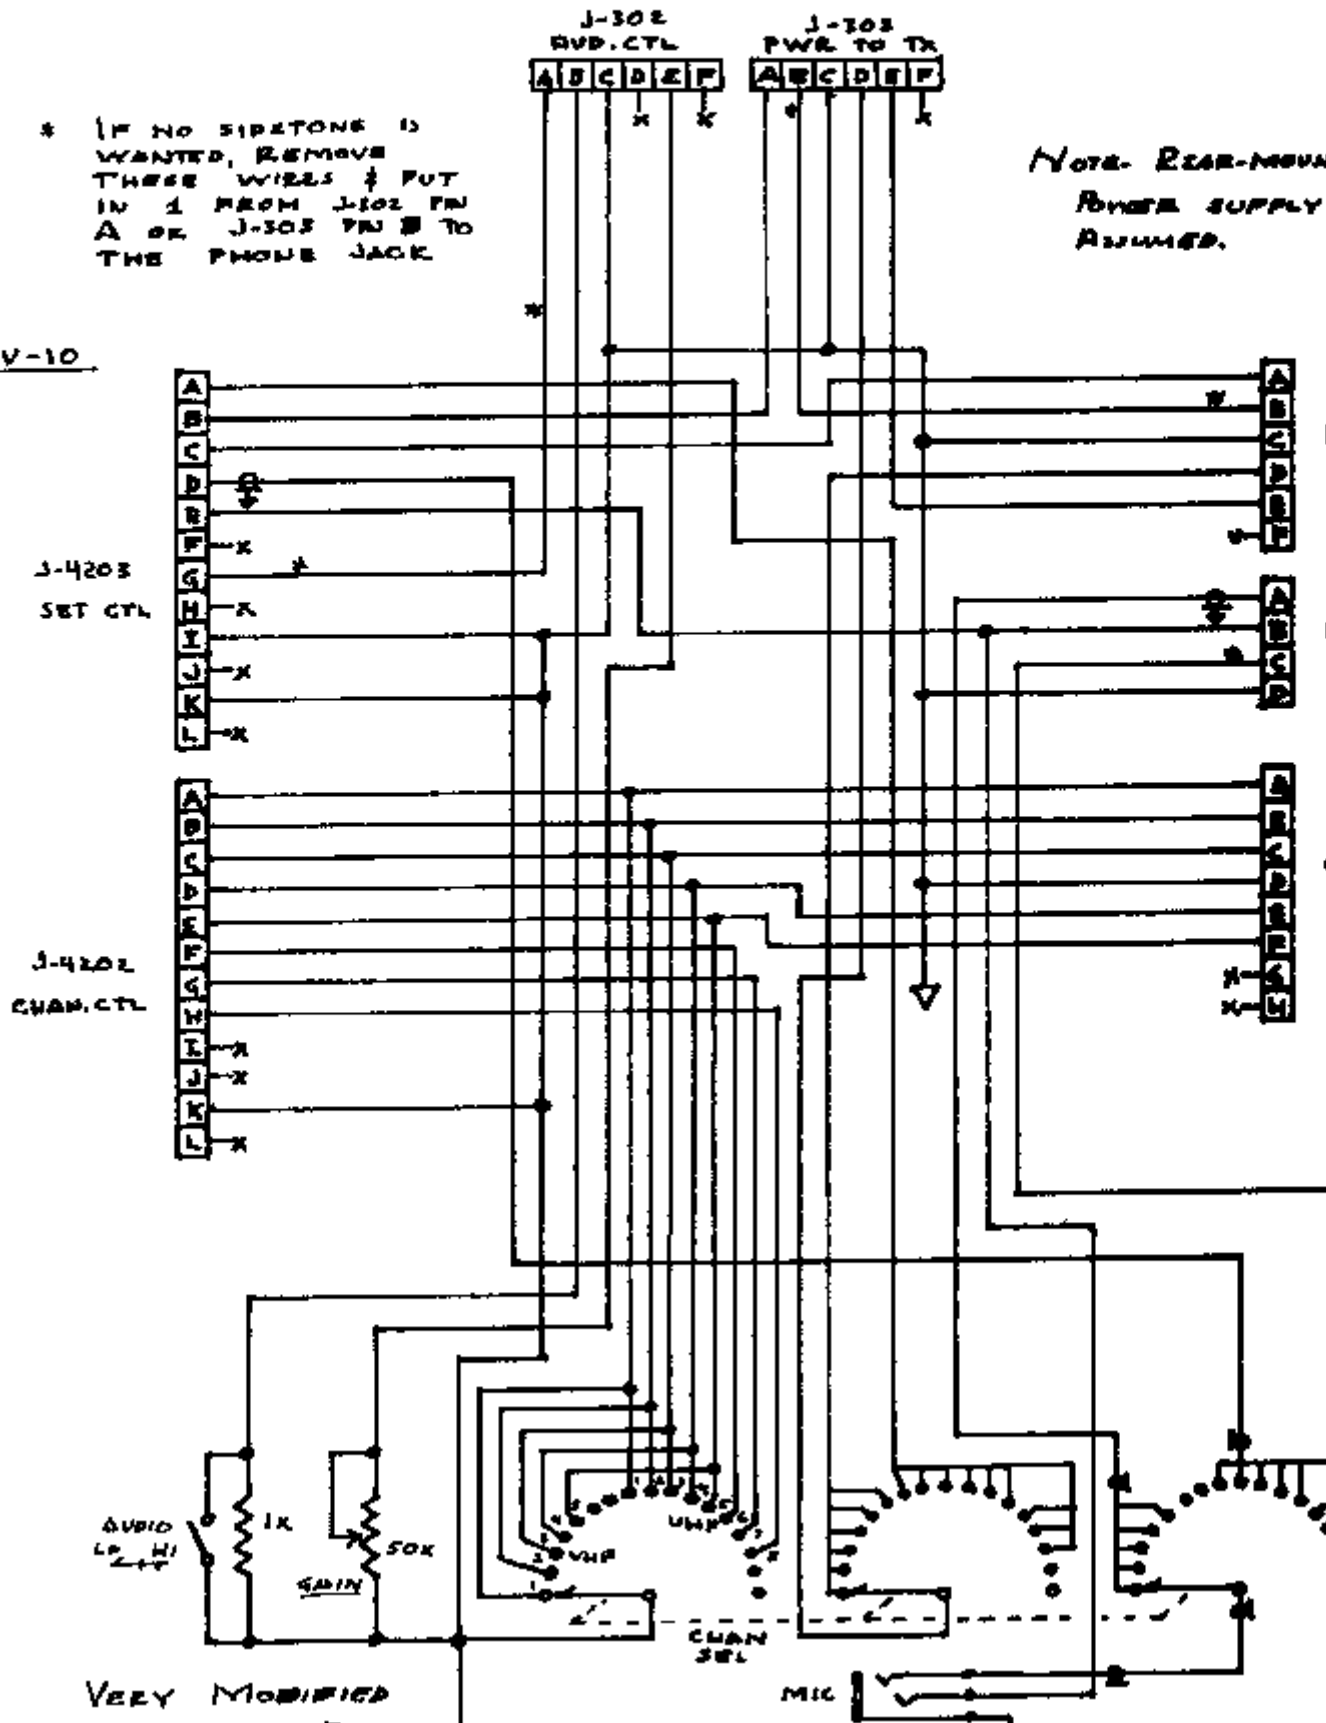 J-302
AUD. CTL
A B C D E F
J-303
PWR TO TX
A B C D E F
* IF NO SIDETONE IS
WANTED, REMOVE
THESE WIRES & PUT
IN 1 FROM J-302 PIN
A OR J-303 PIN B TO
THE PHONE JACK
NOTE- REAR-MOUN
POWER SUPPLY
ASSUMED.
V-10
J-4203
SET CTL
A
B
C
D
E
F
G
H
I
J
K
L
A
B
C
D
E
F
A
B
C
D
J-4202
CHAN. CTL
A
B
C
D
E
F
G
H
I
J
K
L
A
B
C
D
E
F
G
H
AUDIO
LO HI
1K
GAIN
50K
VHF
UHF
CHAN
SEL
MIC
VERY MODIFIED